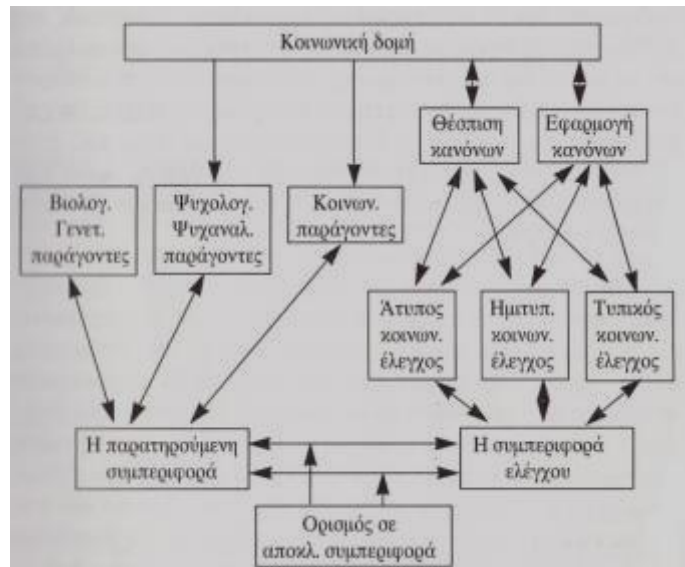 Κοινωνική δομή
Θέσπιση
κανόνων
Εφαρμογή
κανόνων
Βιολογ.
Γενετ.
παράγοντες
Ψυχολογ.
Ψυχαναλ.
παράγοντες
Κοινων.
παράγοντες
Άτυπος
κοινων.
έλεγχος
Ημιτυπ.
κοινων.
έλεγχος
Τυπικός
κοινων.
έλεγχος
Η παρατηρούμενη
συμπεριφορά
Η συμπεριφορά
ελέγχου
Ορισμός σε
αποκλ. συμπεριφορά